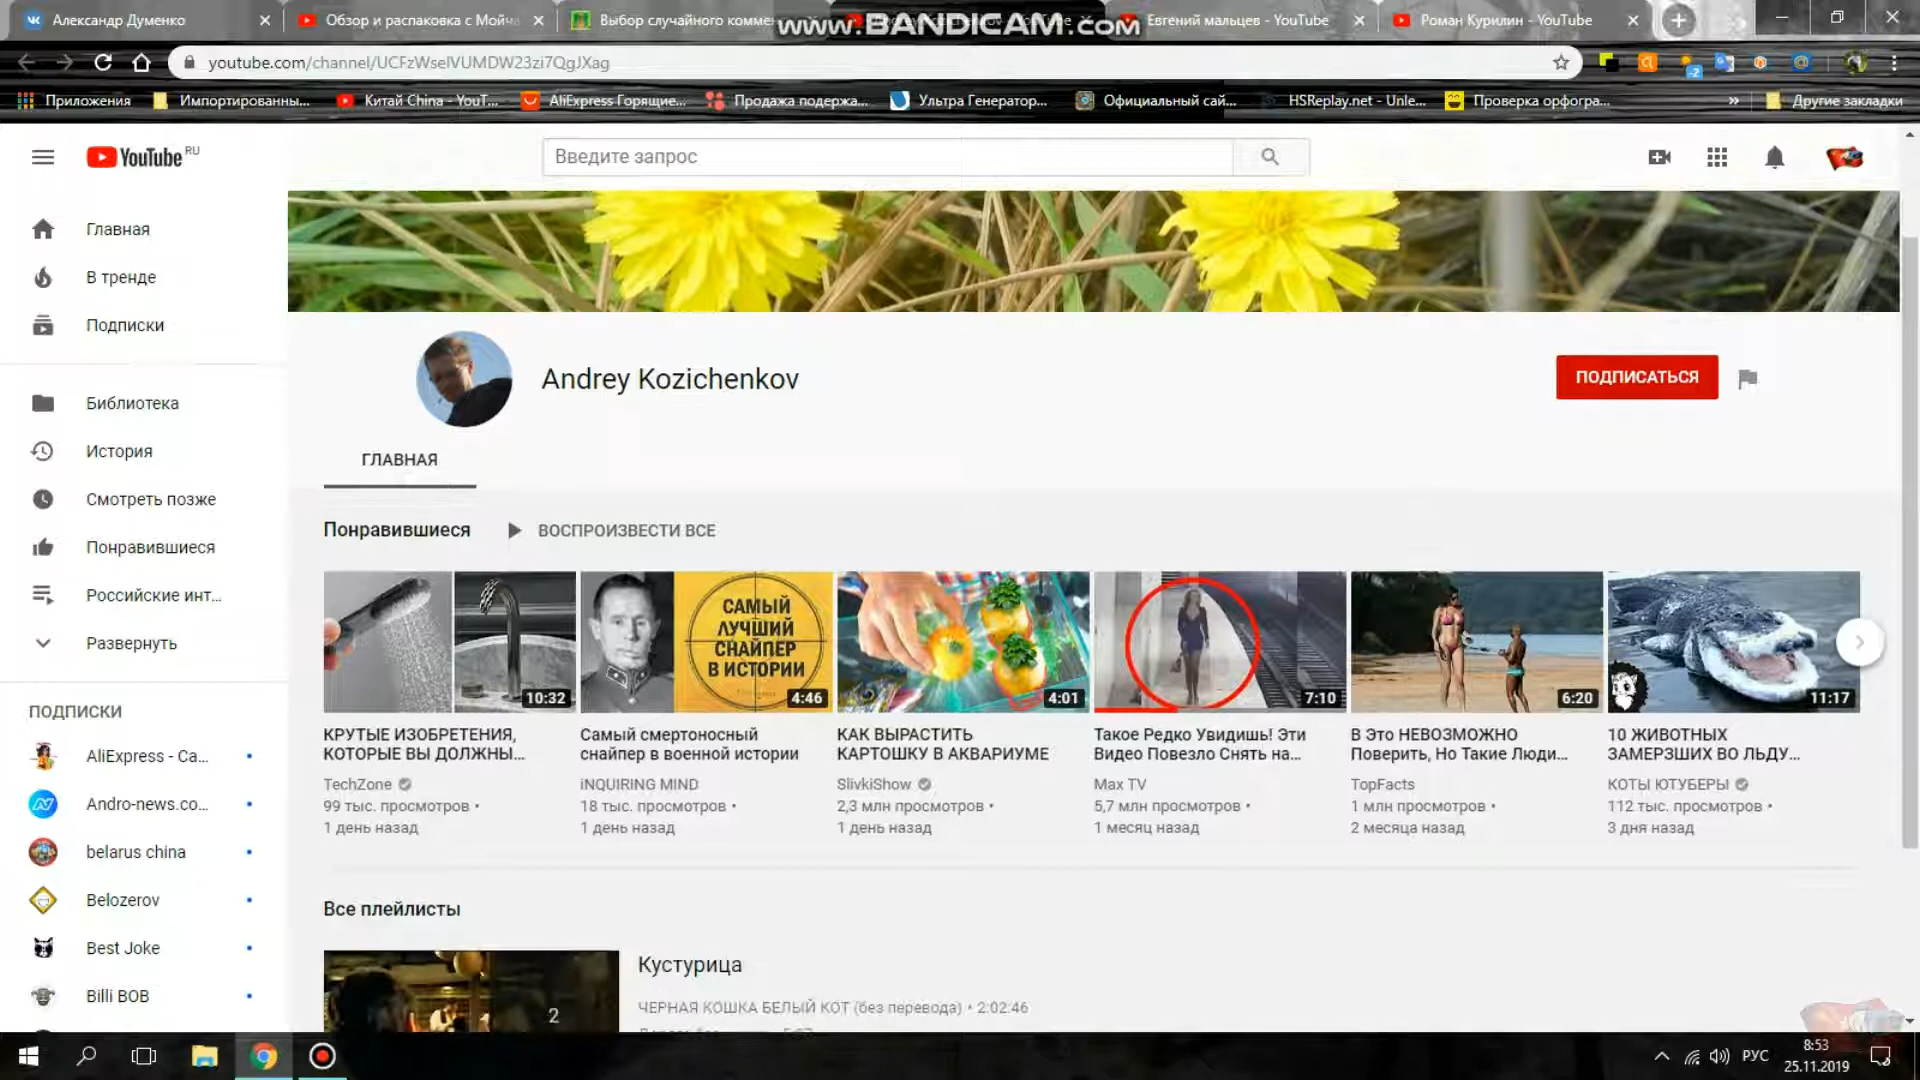 Александр Думенко
Обзор и распаковка с Мойча
Выбор случайного комме
www.BANDICAM.com
Евгений мальцев - YouTube
Роман Курилин - YouTube
youtube.com/channel/UCFzWselVUMDW23zi7QgJXag
Приложения
Импортированны...
Китай China - YouT...
AliExpress Горящие...
Продажа подержа...
Ультра Генератор...
Официальный сай...
HSReplay.net - Unle...
Проверка орфогра...
»
Другие закладки
YouTube RU
Введите запрос
Главная
В тренде
Подписки
Библиотека
История
Смотреть позже
Понравившиеся
Российские инт...
Развернуть
ПОДПИСКИ
AliExpress - Ca...
Andro-news.co...
belarus china
Belozerov
Best Joke
Billi BOB
Andrey Kozichenkov
ПОДПИСАТЬСЯ
ГЛАВНАЯ
Понравившиеся
ВОСПРОИЗВЕСТИ ВСЕ
10:32
КРУТЫЕ ИЗОБРЕТЕНИЯ,
КОТОРЫЕ ВЫ ДОЛЖНЫ...
TechZone
99 тыс. просмотров •
1 день назад
САМЫЙ
ЛУЧШИЙ
СНАЙПЕР
В ИСТОРИИ
4:46
Самый смертоносный
снайпер в военной истории
iNQUIRING MIND
18 тыс. просмотров •
1 день назад
4:01
КАК ВЫРАСТИТЬ
КАРТОШКУ В АКВАРИУМЕ
SlivkiShow
2,3 млн просмотров •
1 день назад
7:10
Такое Редко Увидишь! Эти
Видео Повезло Снять на...
Max TV
5,7 млн просмотров •
1 месяц назад
6:20
В Это НЕВОЗМОЖНО
Поверить, Но Такие Люди...
TopFacts
1 млн просмотров •
2 месяца назад
11:17
10 ЖИВОТНЫХ
ЗАМЕРЗШИХ ВО ЛЬДУ...
КОТЫ ЮТУБЕРЫ
112 тыс. просмотров •
3 дня назад
Все плейлисты
2
Кустурица
ЧЕРНАЯ КОШКА БЕЛЫЙ КОТ (без перевода) • 2:02:46
РУС
8:53
25.11.2019